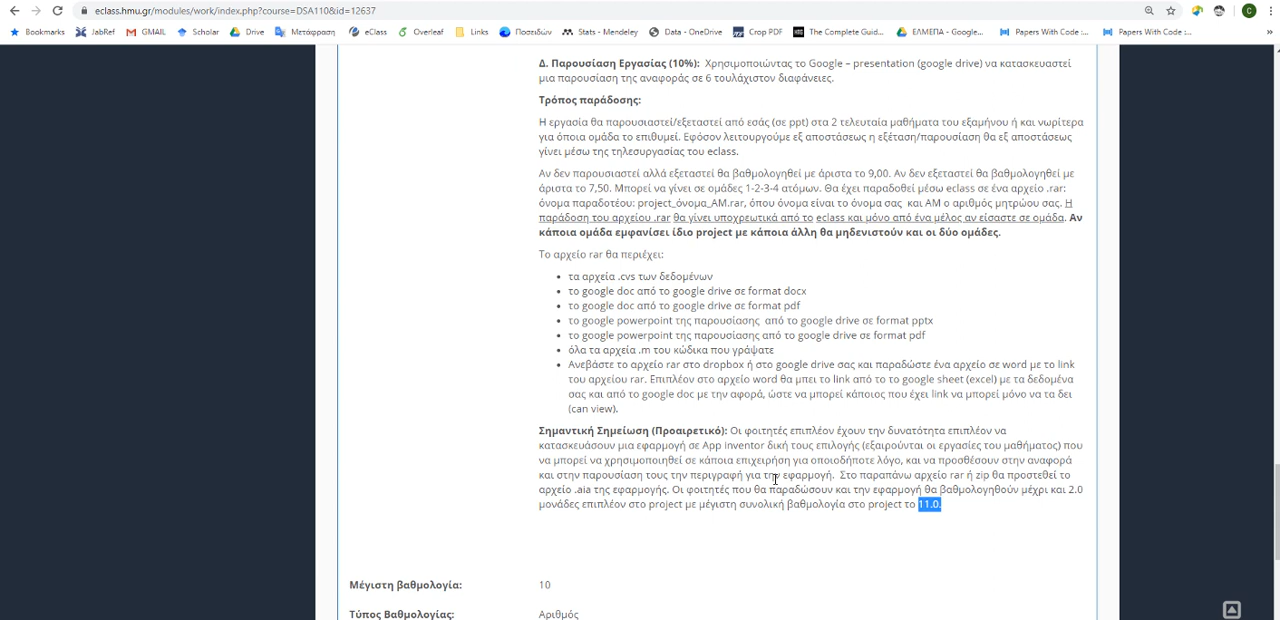 eclass.hmu.gr/modules/work/index.php?course=DSA110&id=12637
C
Bookmarks JabRef GMAIL Scholar Drive Μετάφραση eClass Overleaf Links Ποσειδών Stats - Mendeley Data - OneDrive Crop PDF The Complete Guid... ΕΛΜΕΠΑ - Google... Papers With Code :... Papers With Code :... »
Δ. Παρουσίαση Εργασίας (10%): Χρησιμοποιώντας το Google – presentation (google drive) να κατασκευαστεί
μια παρουσίαση της αναφοράς σε 6 τουλάχιστον διαφάνειες.
Τρόπος παράδοσης:
Η εργασία θα παρουσιαστεί/εξεταστεί από εσάς (σε ppt) στα 2 τελευταία μαθήματα του εξαμήνου ή και νωρίτερα
για όποια ομάδα το επιθυμεί. Εφόσον λειτουργούμε εξ αποστάσεως η εξέταση/παρουσίαση θα εξ αποστάσεως
γίνει μέσω της τηλεσυργασίας του eclass.
Αν δεν παρουσιαστεί αλλά εξεταστεί θα βαθμολογηθεί με άριστα το 9,00. Αν δεν εξεταστεί θα βαθμολογηθεί με
άριστα το 7,50. Μπορεί να γίνει σε ομάδες 1-2-3-4 ατόμων. Θα έχει παραδοθεί μέσω eclass σε ένα αρχείο .rar:
όνομα παραδοτέου: project_όνομα_ΑΜ.rar, όπου όνομα είναι το όνομα σας και ΑΜ ο αριθμός μητρώου σας. Η
παράδοση του αρχείου .rar θα γίνει υποχρεωτικά από το eclass και μόνο από ένα μέλος αν είσαστε σε ομάδα. Αν
κάποια ομάδα εμφανίσει ίδιο project με κάποια άλλη θα μηδενιστούν και οι δύο ομάδες.
Το αρχείο rar θα περιέχει:
• τα αρχεία .cvs των δεδομένων
• το google doc από το google drive σε format docx
• το google doc από το google drive σε format pdf
• το google powerpoint της παρουσίασης από το google drive σε format pptx
• το google powerpoint της παρουσίασης από το google drive σε format pdf
• όλα τα αρχεία .m του κώδικα που γράψατε
• Ανεβάστε το αρχείο rar στο dropbox ή στο google drive σας και παραδώστε ένα αρχείο σε word με το link
του αρχείου rar. Επιπλέον στο αρχείο word θα μπει το link από το το google sheet (excel) με τα δεδομένα
σας και από το google doc με την αφορά, ώστε να μπορεί κάποιος που έχει link να μπορεί μόνο να τα δει
(can view).
Σημαντική Σημείωση (Προαιρετικό): Οι φοιτητές επιπλέον έχουν την δυνατότητα επιπλέον να
κατασκευάσουν μια εφαρμογή σε App inventor δική τους επιλογής (εξαιρούνται οι εργασίες του μαθήματος) που
να μπορεί να χρησιμοποιηθεί σε κάποια επιχειρήση για οποιοδήποτε λόγο, και να προσθέσουν στην αναφορά
και στην παρουσίαση τους την περιγραφή για την εφαρμογή. Στο παραπάνω αρχείο rar ή zip θα προστεθεί το
αρχείο .aia της εφαρμογής. Οι φοιτητές που θα παραδώσουν και την εφαρμογή θα βαθμολογηθούν μέχρι και 2.0
μονάδες επιπλέον στο project με μέγιστη συνολική βαθμολογία στο project το 11.0.
Μέγιστη βαθμολογία: 10
Τύπος Βαθμολογίας: Αριθμός